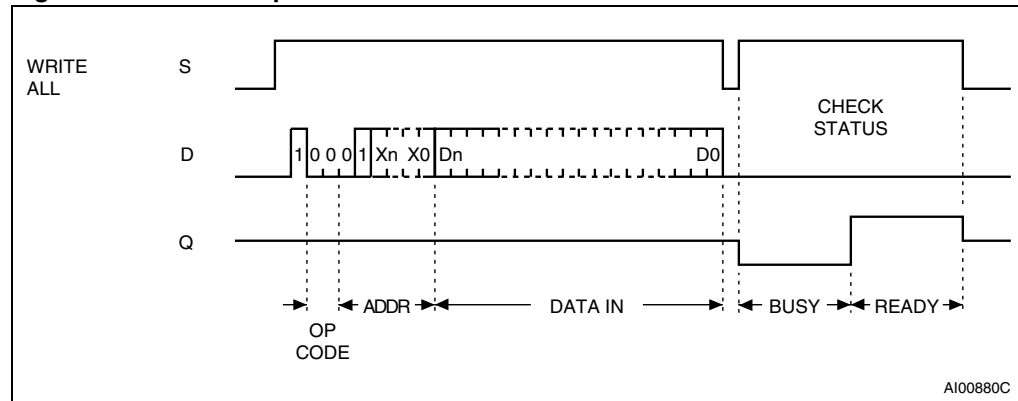 WRITE
ALL
S
CHECK
STATUS
D
1 0 0 0 1 Xn X0 Dn D0
Q
ADDR DATA IN BUSY READY
OP
CODE
AI00880C